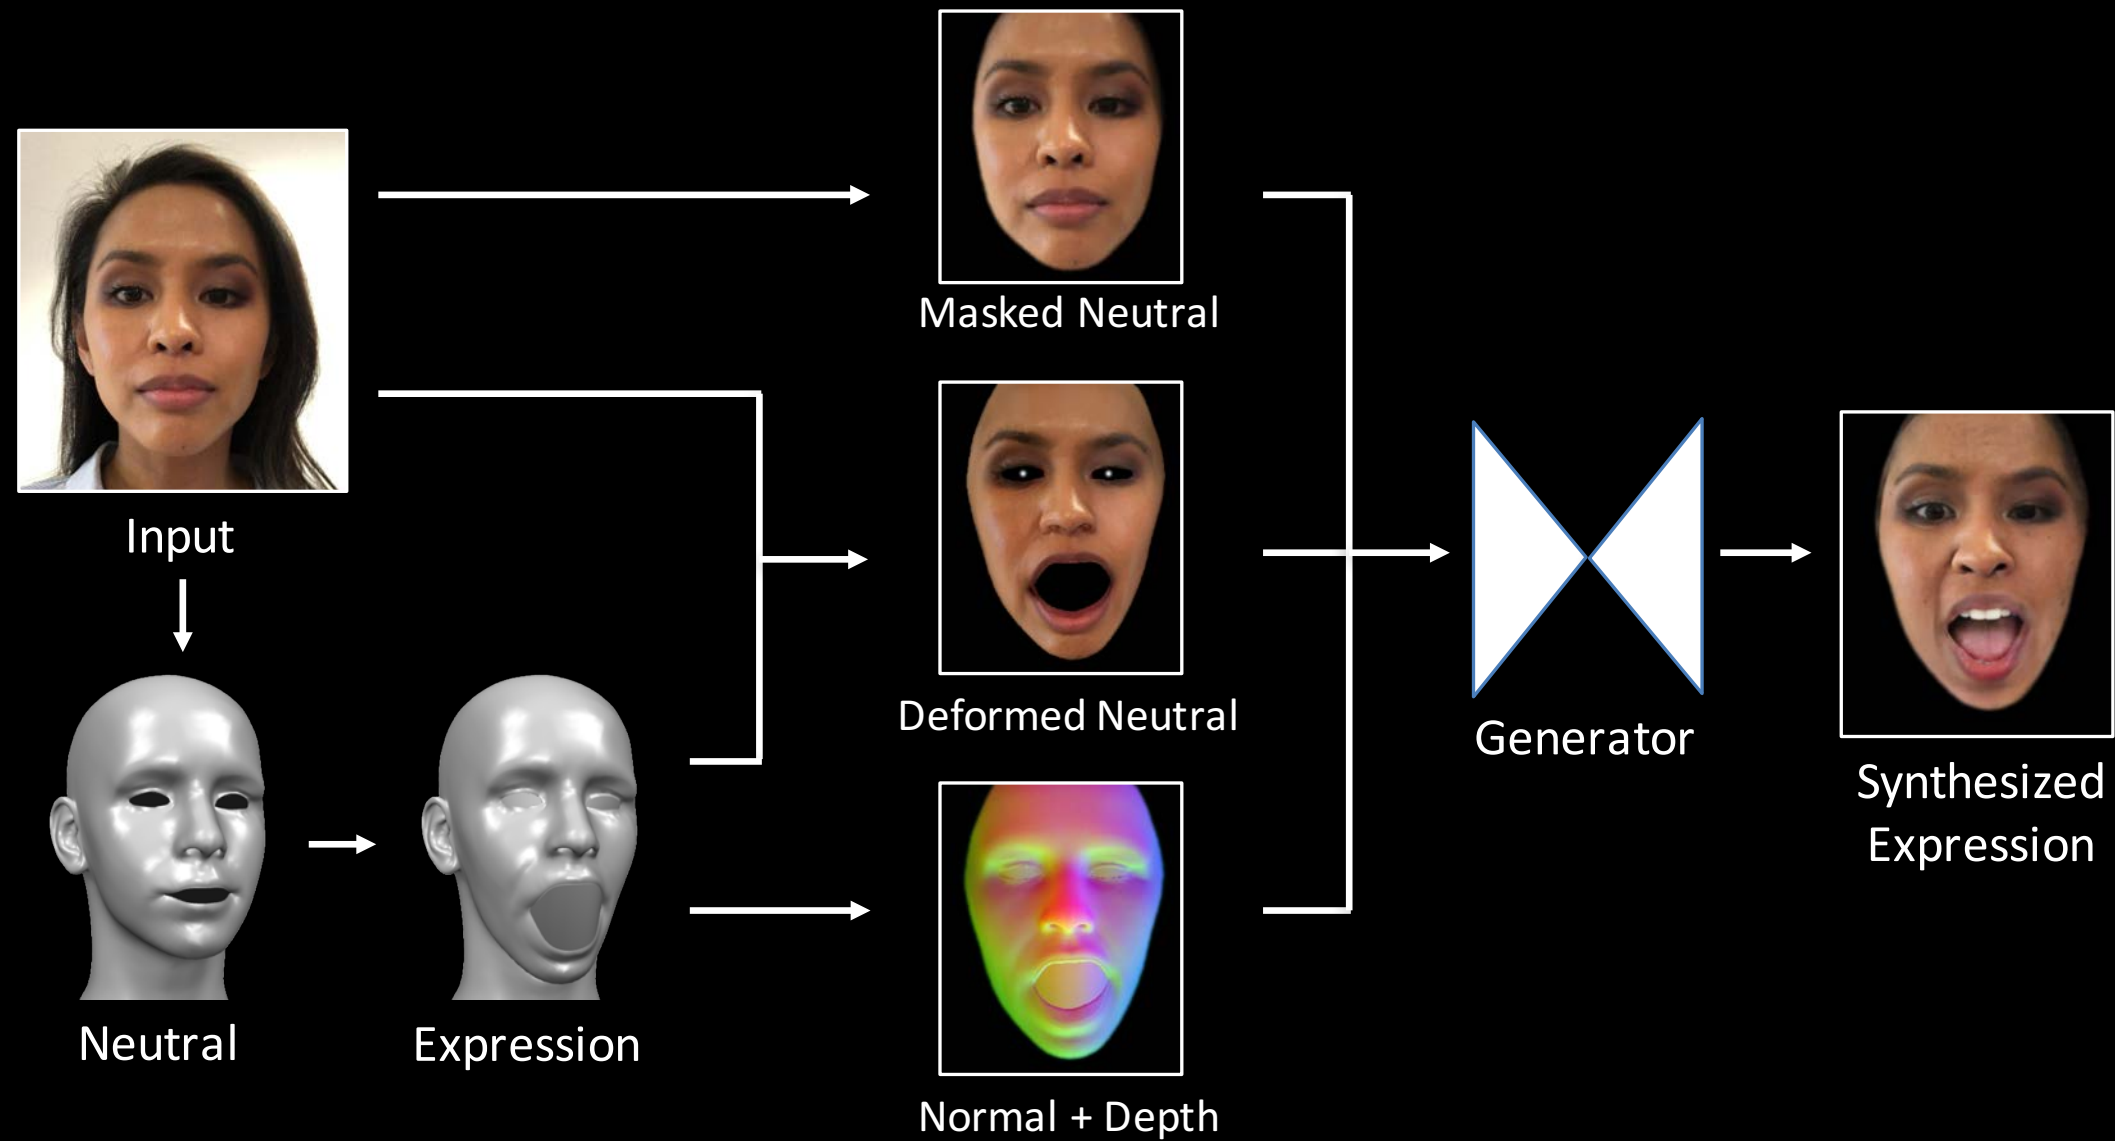 Masked Neutral
Input
Deformed Neutral
Generator
Synthesized
Expression
Neutral
Expression
Normal + Depth